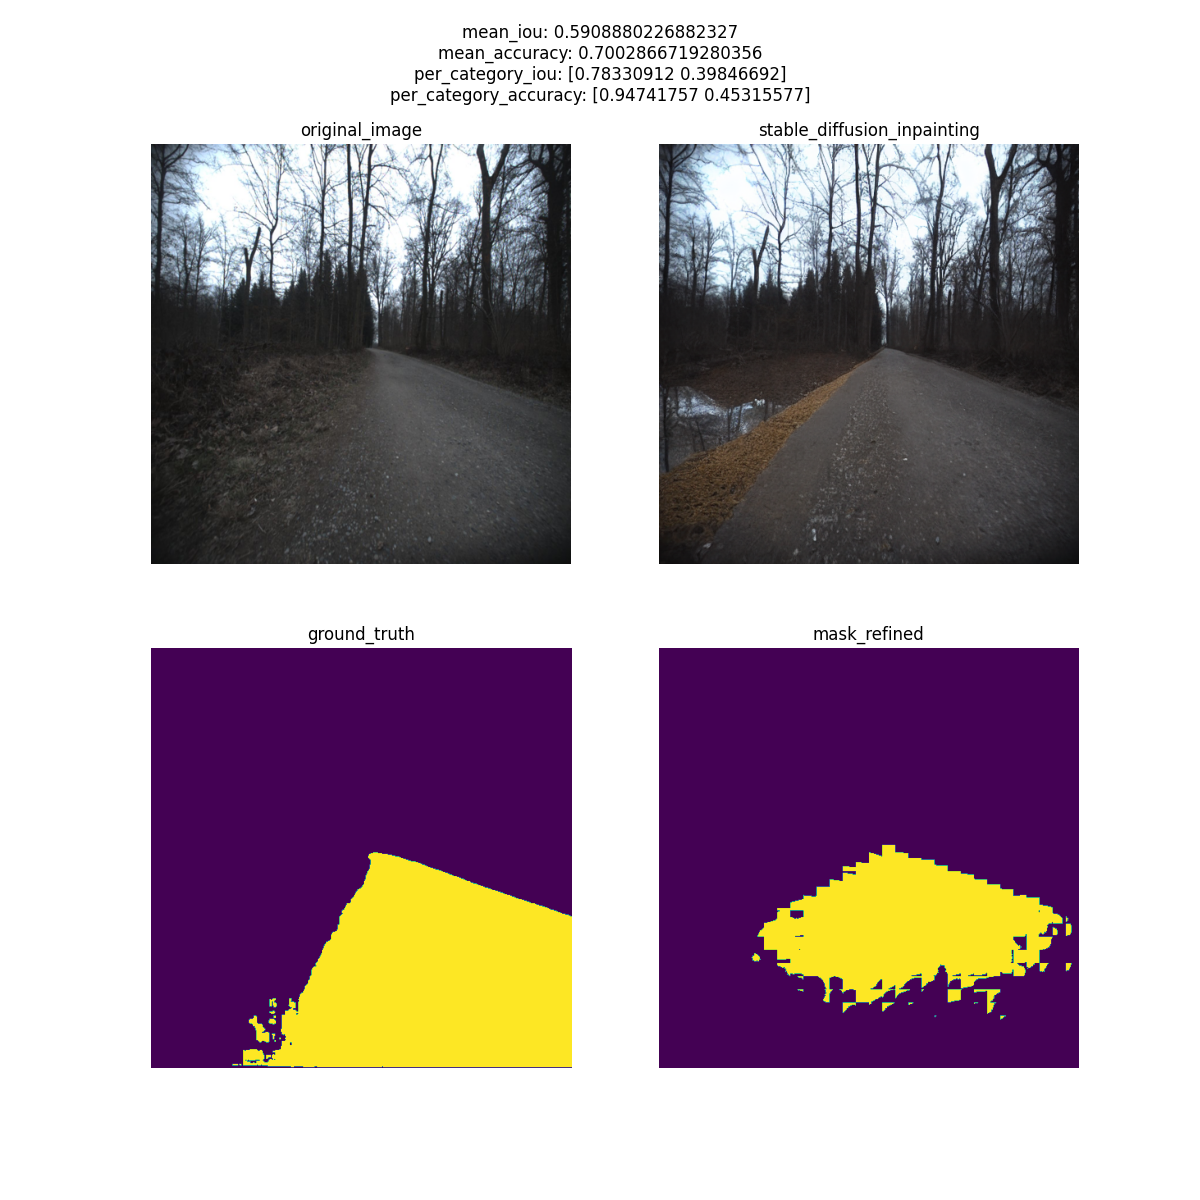 mean_iou: 0.5908880226882327
mean_accuracy: 0.7002866719280356
per_category_iou: [0.78330912 0.39846692]
per_category_accuracy: [0.94741757 0.45315577]
original_image
stable_diffusion_inpainting
ground_truth
mask_refined